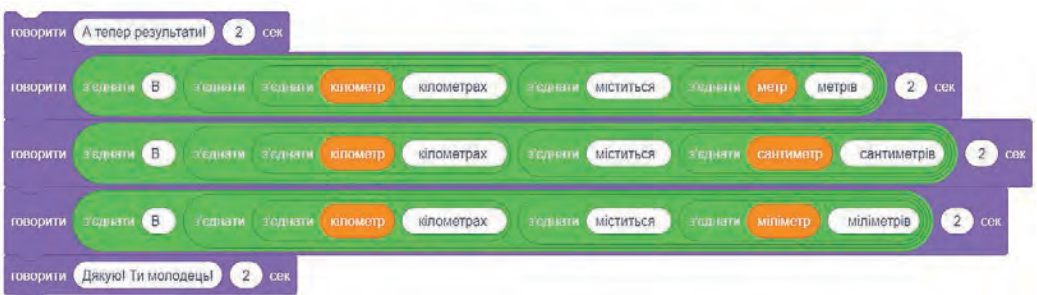 говорити А тепер результати! 2 сек
говорити з'єднати В з'єднати з'єднати кілометр кілометрах з'єднати міститься з'єднати метр метрів 2 сек
говорити з'єднати В з'єднати з'єднати кілометр кілометрах з'єднати міститься з'єднати сантиметр сантиметрів 2 сек
говорити з'єднати В з'єднати з'єднати кілометр кілометрах з'єднати міститься з'єднати міліметр міліметрів 2 сек
говорити Дякую! Ти молодець! 2 сек